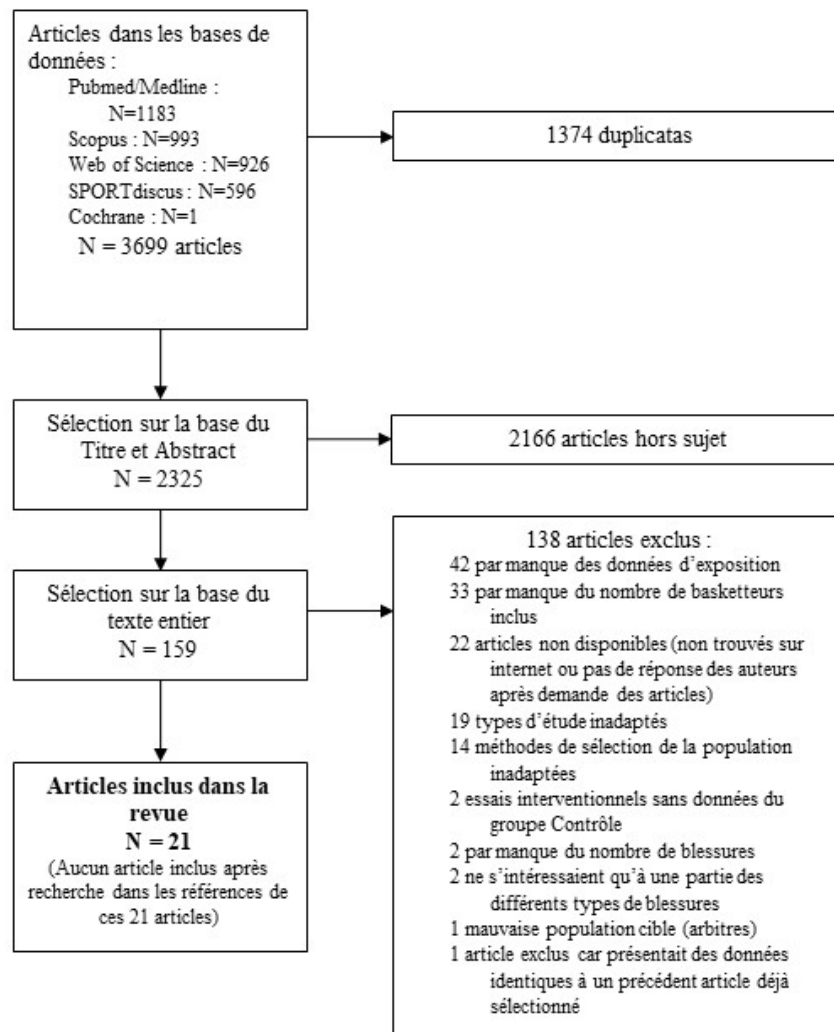 Articles dans les bases de
données :
Pubmed/Medline :
N=1183
Scopus : N=993
Web of Science : N=926
SPORTdiscus : N=596
Cochrane : N=1
N = 3699 articles
1374 duplicatas
Sélection sur la base du
Titre et Abstract
N = 2325
2166 articles hors sujet
Sélection sur la base du
texte entier
N = 159
138 articles exclus :
42 par manque des données d’exposition
33 par manque du nombre de basketteurs
inclus
22 articles non disponibles (non trouvés sur
internet ou pas de réponse des auteurs
après demande des articles)
19 types d’étude inadaptés
14 méthodes de sélection de la population
inadaptées
2 essais interventionnels sans données du
groupe Contrôle
2 par manque du nombre de blessures
2 ne s’intéressaient qu’à une partie des
différents types de blessures
1 mauvaise population cible (arbitres)
1 article exclus car présentait des données
identiques à un précédent article déjà
sélectionné
Articles inclus dans la
revue
N = 21
(Aucun article inclus après
recherche dans les références de
ces 21 articles)